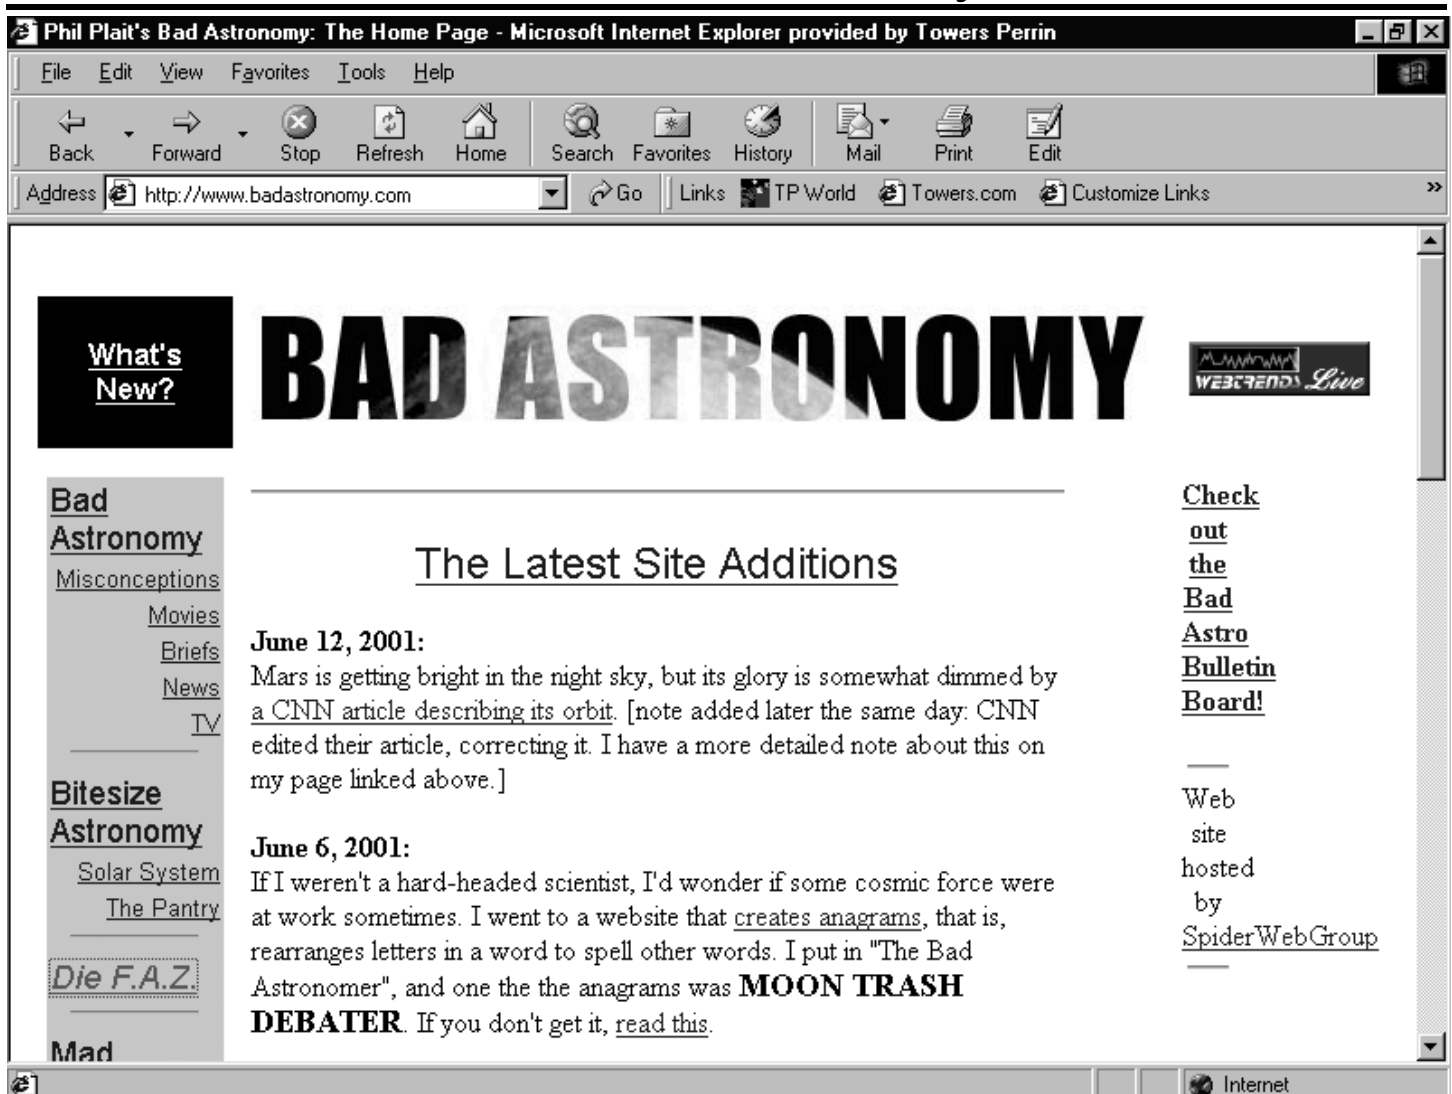 Phil Plait's Bad Astronomy: The Home Page - Microsoft Internet Explorer provided by Towers Perrin
File Edit View Favorites Tools Help
Back Forward Stop Refresh Home Search Favorites History Mail Print Edit
Address http://www.badastronomy.com Go Links TP World Towers.com Customize Links »
What's
New?
BAD ASTRONOMY
WEBTRENDS Live
Bad
Astronomy
Misconceptions
Movies
Briefs
News
TV
Bitesize
Astronomy
Solar System
The Pantry
Die F.A.Z.
Mad
The Latest Site Additions
June 12, 2001:
Mars is getting bright in the night sky, but its glory is somewhat dimmed by
a CNN article describing its orbit. [note added later the same day: CNN
edited their article, correcting it. I have a more detailed note about this on
my page linked above.]
June 6, 2001:
If I weren't a hard-headed scientist, I'd wonder if some cosmic force were
at work sometimes. I went to a website that creates anagrams, that is,
rearranges letters in a word to spell other words. I put in "The Bad
Astronomer", and one the the anagrams was MOON TRASH
DEBATER. If you don't get it, read this.
Check
out
the
Bad
Astro
Bulletin
Board!
Web
site
hosted
by
SpiderWebGroup
Internet